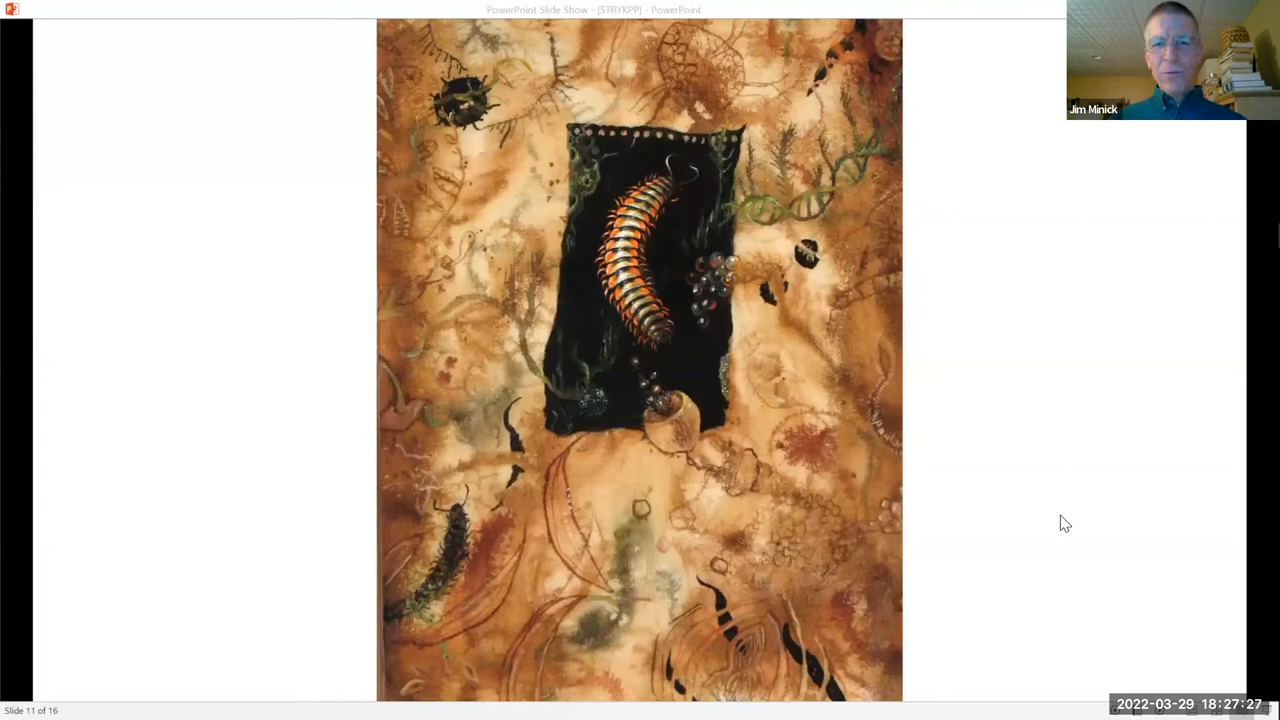 PowerPoint Slide Show - [STRYKPP] - PowerPoint
Jim Minick
Slide 11 of 16
2022-03-29 18:27:27